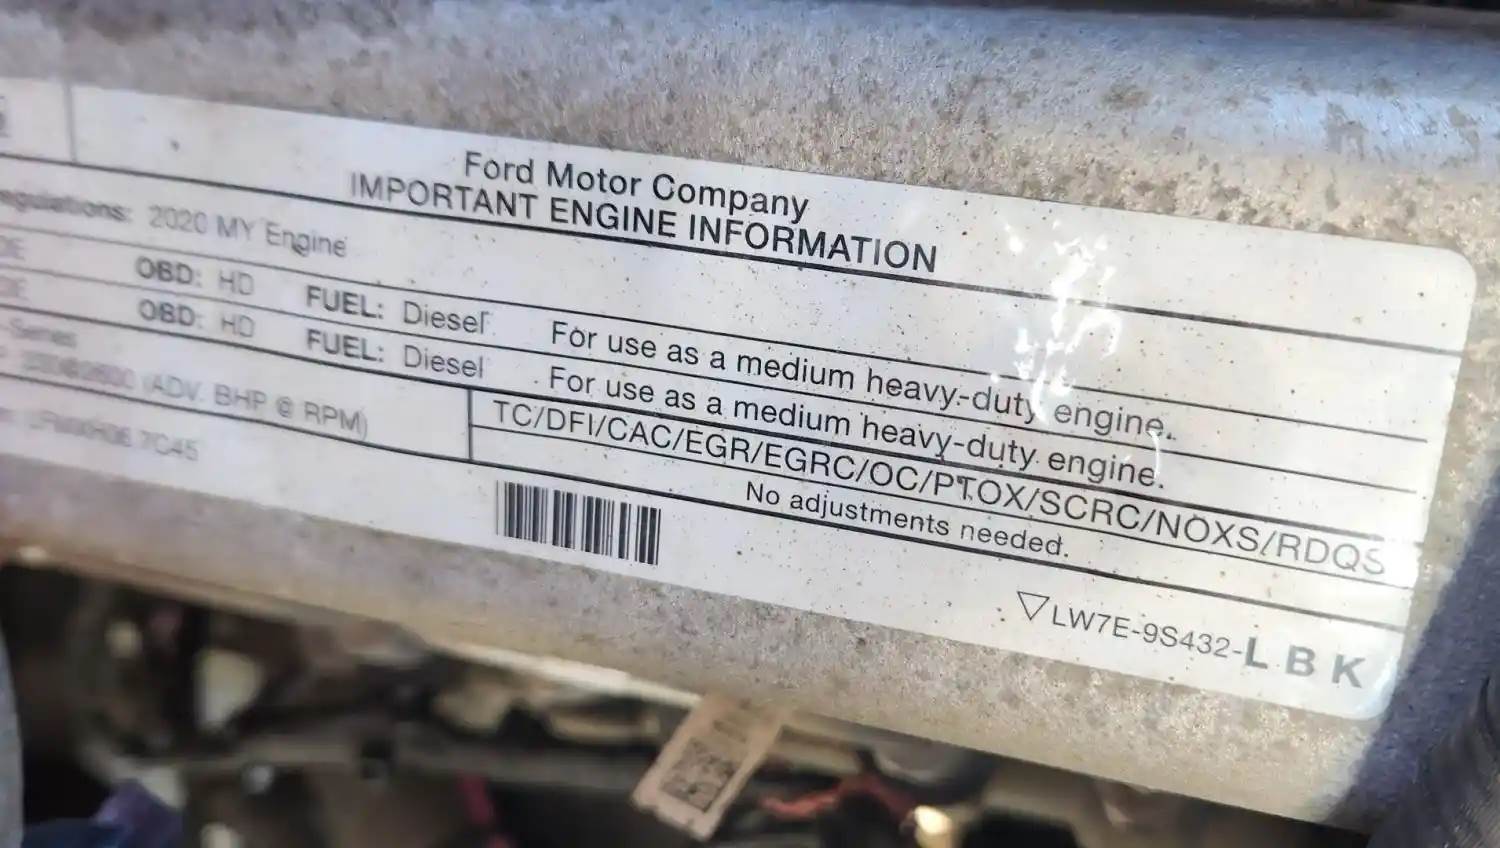 Ford Motor Company
IMPORTANT ENGINE INFORMATION
2020 MY Engine
OBD: HD FUEL: Diesel For use as a medium heavy-duty engine.
OBD: HD FUEL: Diesel For use as a medium heavy-duty engine.
Series
(ADV. BHP @ RPM) TC/DFI/CAC/EGR/EGRC/OC/PTOX/SCRC/NOXS/RDQS
No adjustments needed.
LW7E-9S432-L B K